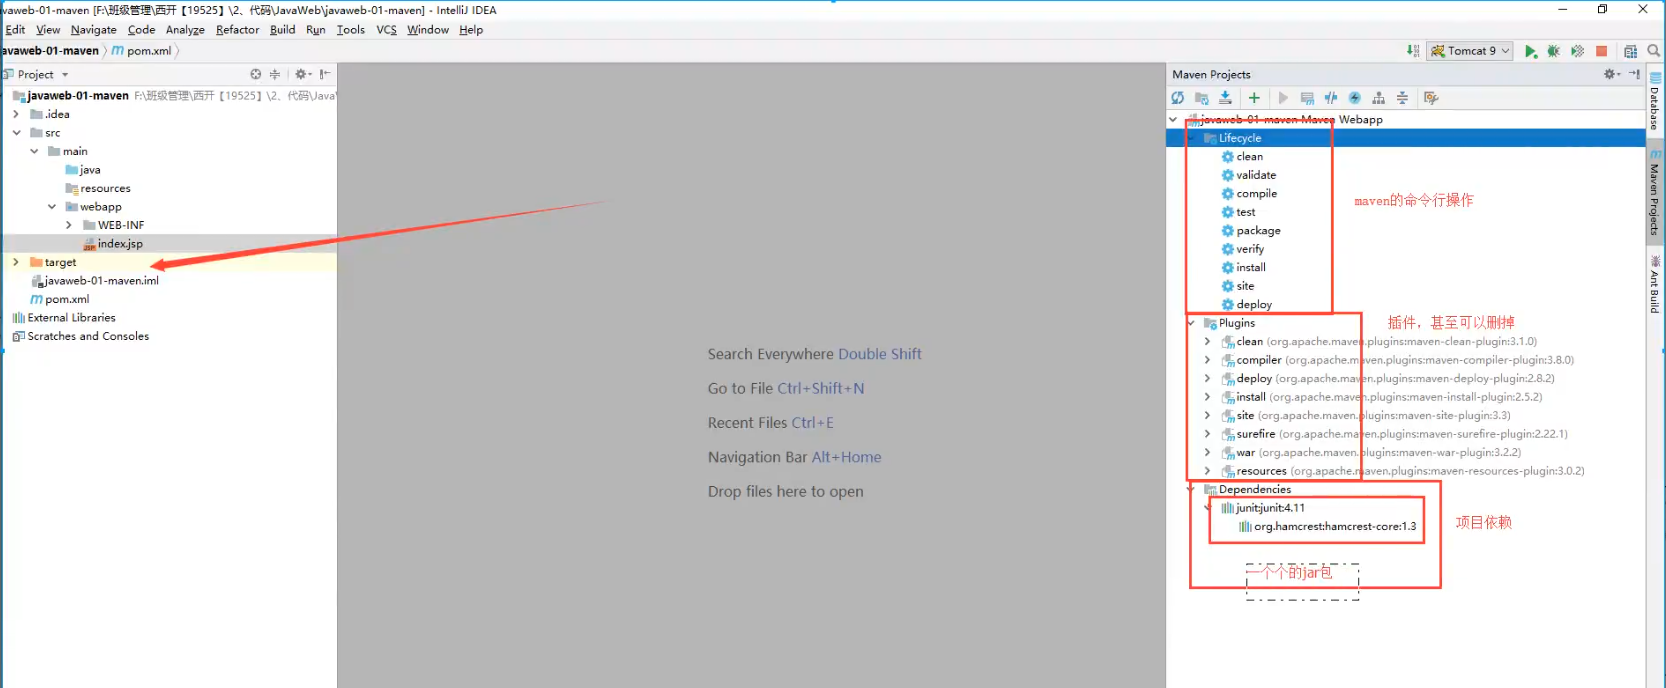 avaweb-01-maven [F:\班级管理\西开【19525】\2、代码\JavaWeb\javaweb-01-maven] - IntelliJ IDEA
Edit View Navigate Code Analyze Refactor Build Run Tools VCS Window Help
avaweb-01-maven pom.xml
Tomcat 9
Project
javaweb-01-maven F:\班级管理\西开【19525】\2、代码\Java\
.idea
src
main
java
resources
webapp
WEB-INF
index.jsp
target
javaweb-01-maven.iml
pom.xml
External Libraries
Scratches and Consoles
Search Everywhere Double Shift
Go to File Ctrl+Shift+N
Recent Files Ctrl+E
Navigation Bar Alt+Home
Drop files here to open
Maven Projects
javaweb-01-maven Maven Webapp
Lifecycle
clean
validate
compile
test
package
verify
install
site
deploy
maven的命令行操作
Plugins
插件，甚至可以删掉
clean (org.apache.maven.plugins:maven-clean-plugin:3.1.0)
compiler (org.apache.maven.plugins:maven-compiler-plugin:3.8.0)
deploy (org.apache.maven.plugins:maven-deploy-plugin:2.8.2)
install (org.apache.maven.plugins:maven-install-plugin:2.5.2)
site (org.apache.maven.plugins:maven-site-plugin:3.3)
surefire (org.apache.maven.plugins:maven-surefire-plugin:2.22.1)
war (org.apache.maven.plugins:maven-war-plugin:3.2.2)
resources (org.apache.maven.plugins:maven-resources-plugin:3.0.2)
Dependencies
junit:junit:4.11
org.hamcrest:hamcrest-core:1.3
项目依赖
一个个的jar包
Database
Maven Projects
Ant Build